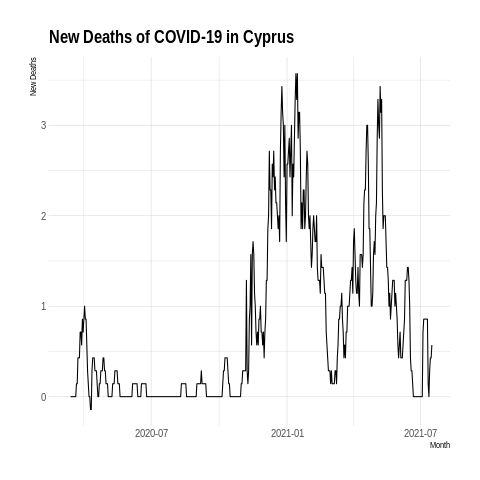 New Deaths of COVID-19 in Cyprus
New Deaths
3
2
1
0
2020-07
2021-01
2021-07
Month